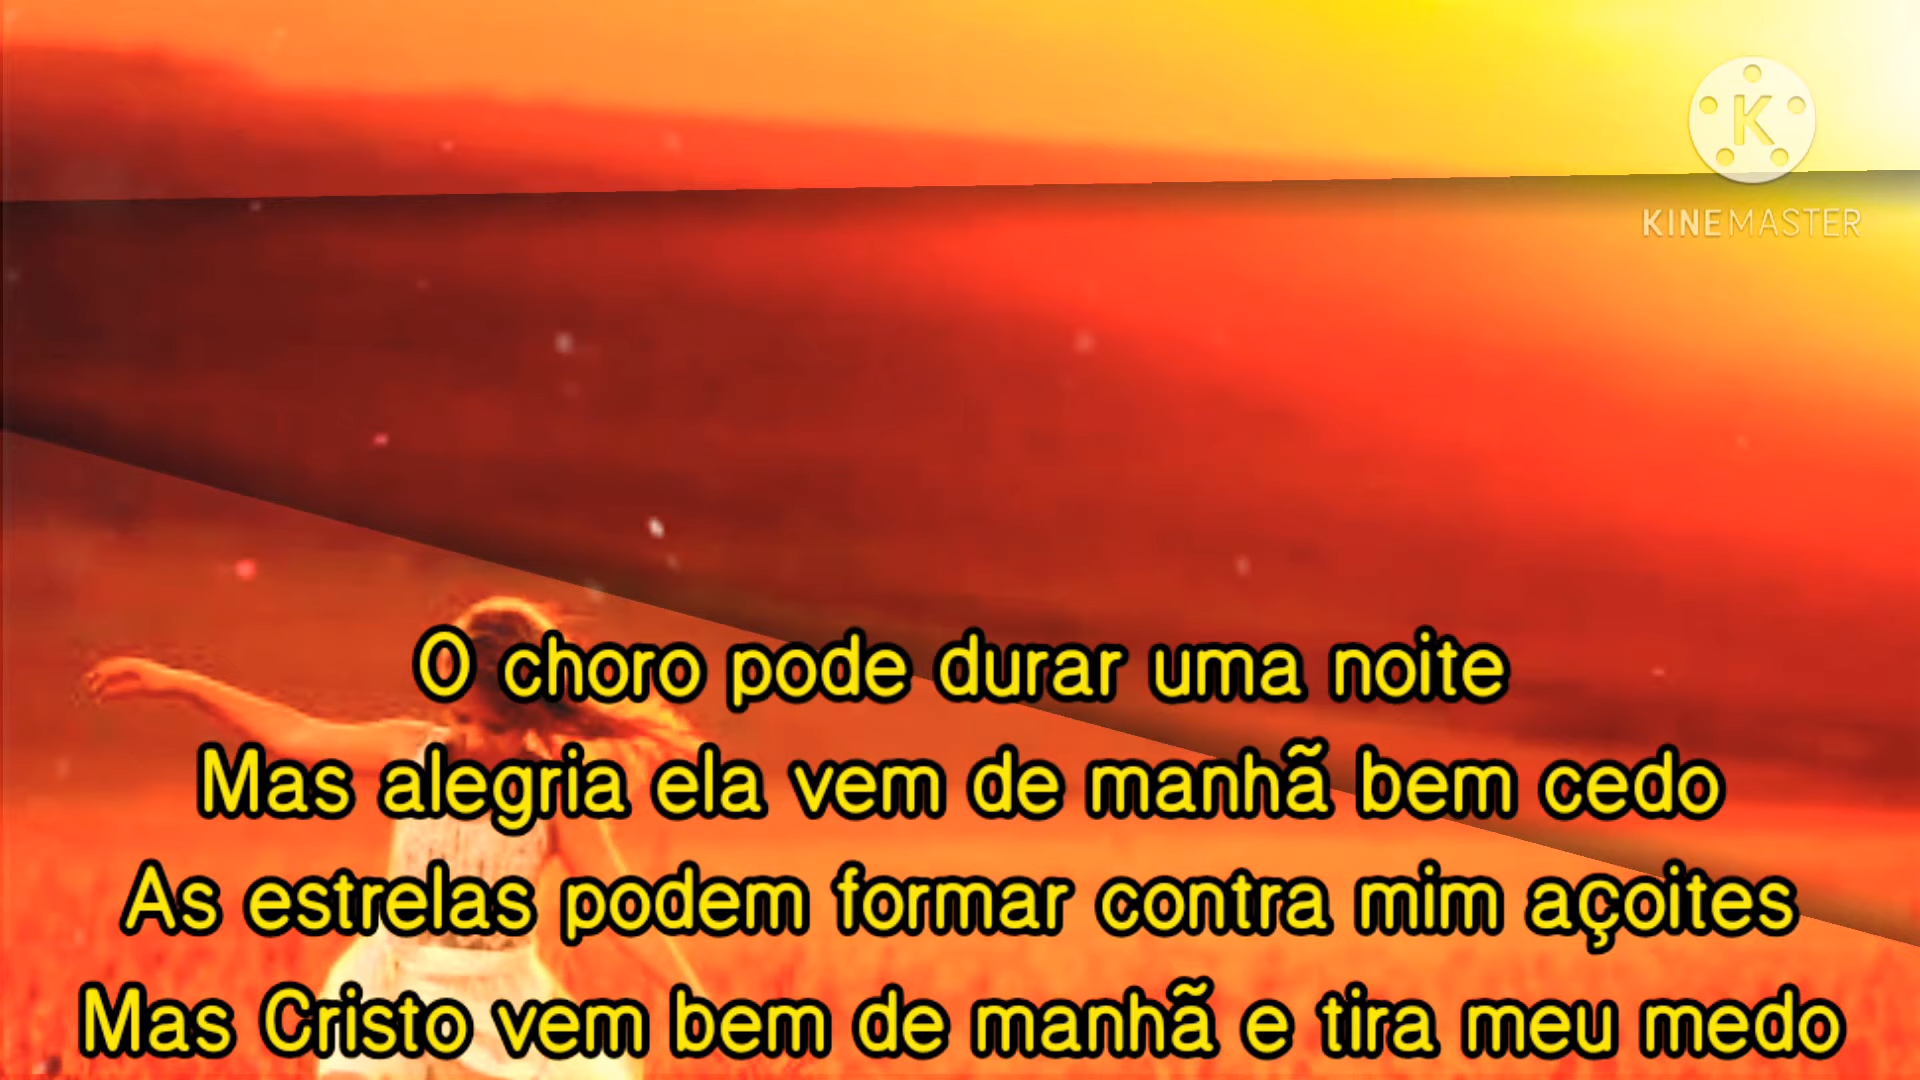 K
KINEMASTER
O choro pode durar uma noite
Mas alegria ela vem de manhã bem cedo
As estrelas podem formar contra mim açoites
Mas Cristo vem bem de manhã e tira meu medo